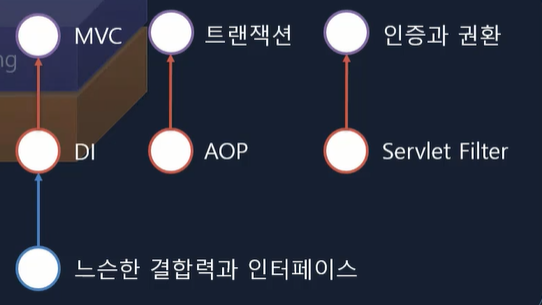 MVC
트랜잭션
인증과 권환
ng
DI
AOP
Servlet Filter
느슨한 결합력과 인터페이스